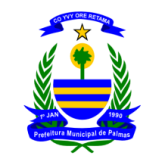 CO YVY ORE RETAMA
1º JAN
1990
Prefeitura Municipal de Palmas